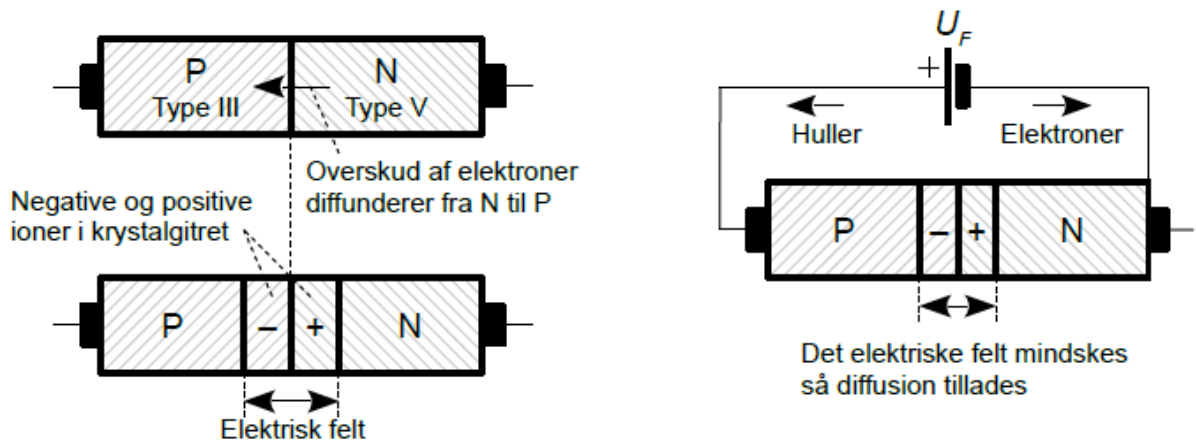 P
N
Type III
Type V
Overskud af elektroner
diffunderer fra N til P
Negative og positive
ioner i krystalgitret
P
–
+
N
Elektrisk felt
U_F
+
Huller
Elektroner
P
–
+
N
Det elektriske felt mindskes
så diffusion tillades